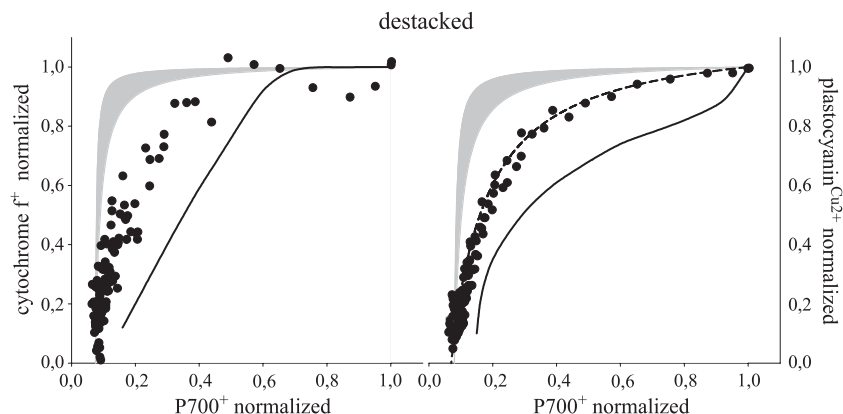 destacked
cytochrome f⁺ normalized
1,0
0,8
0,6
0,4
0,2
0,0
0,0 0,2 0,4 0,6 0,8 1,0
P700⁺ normalized
0,0 0,2 0,4 0,6 0,8 1,0
P700⁺ normalized
1,0
0,8
0,6
0,4
0,2
0,0
plastocyanin^Cu2+ normalized